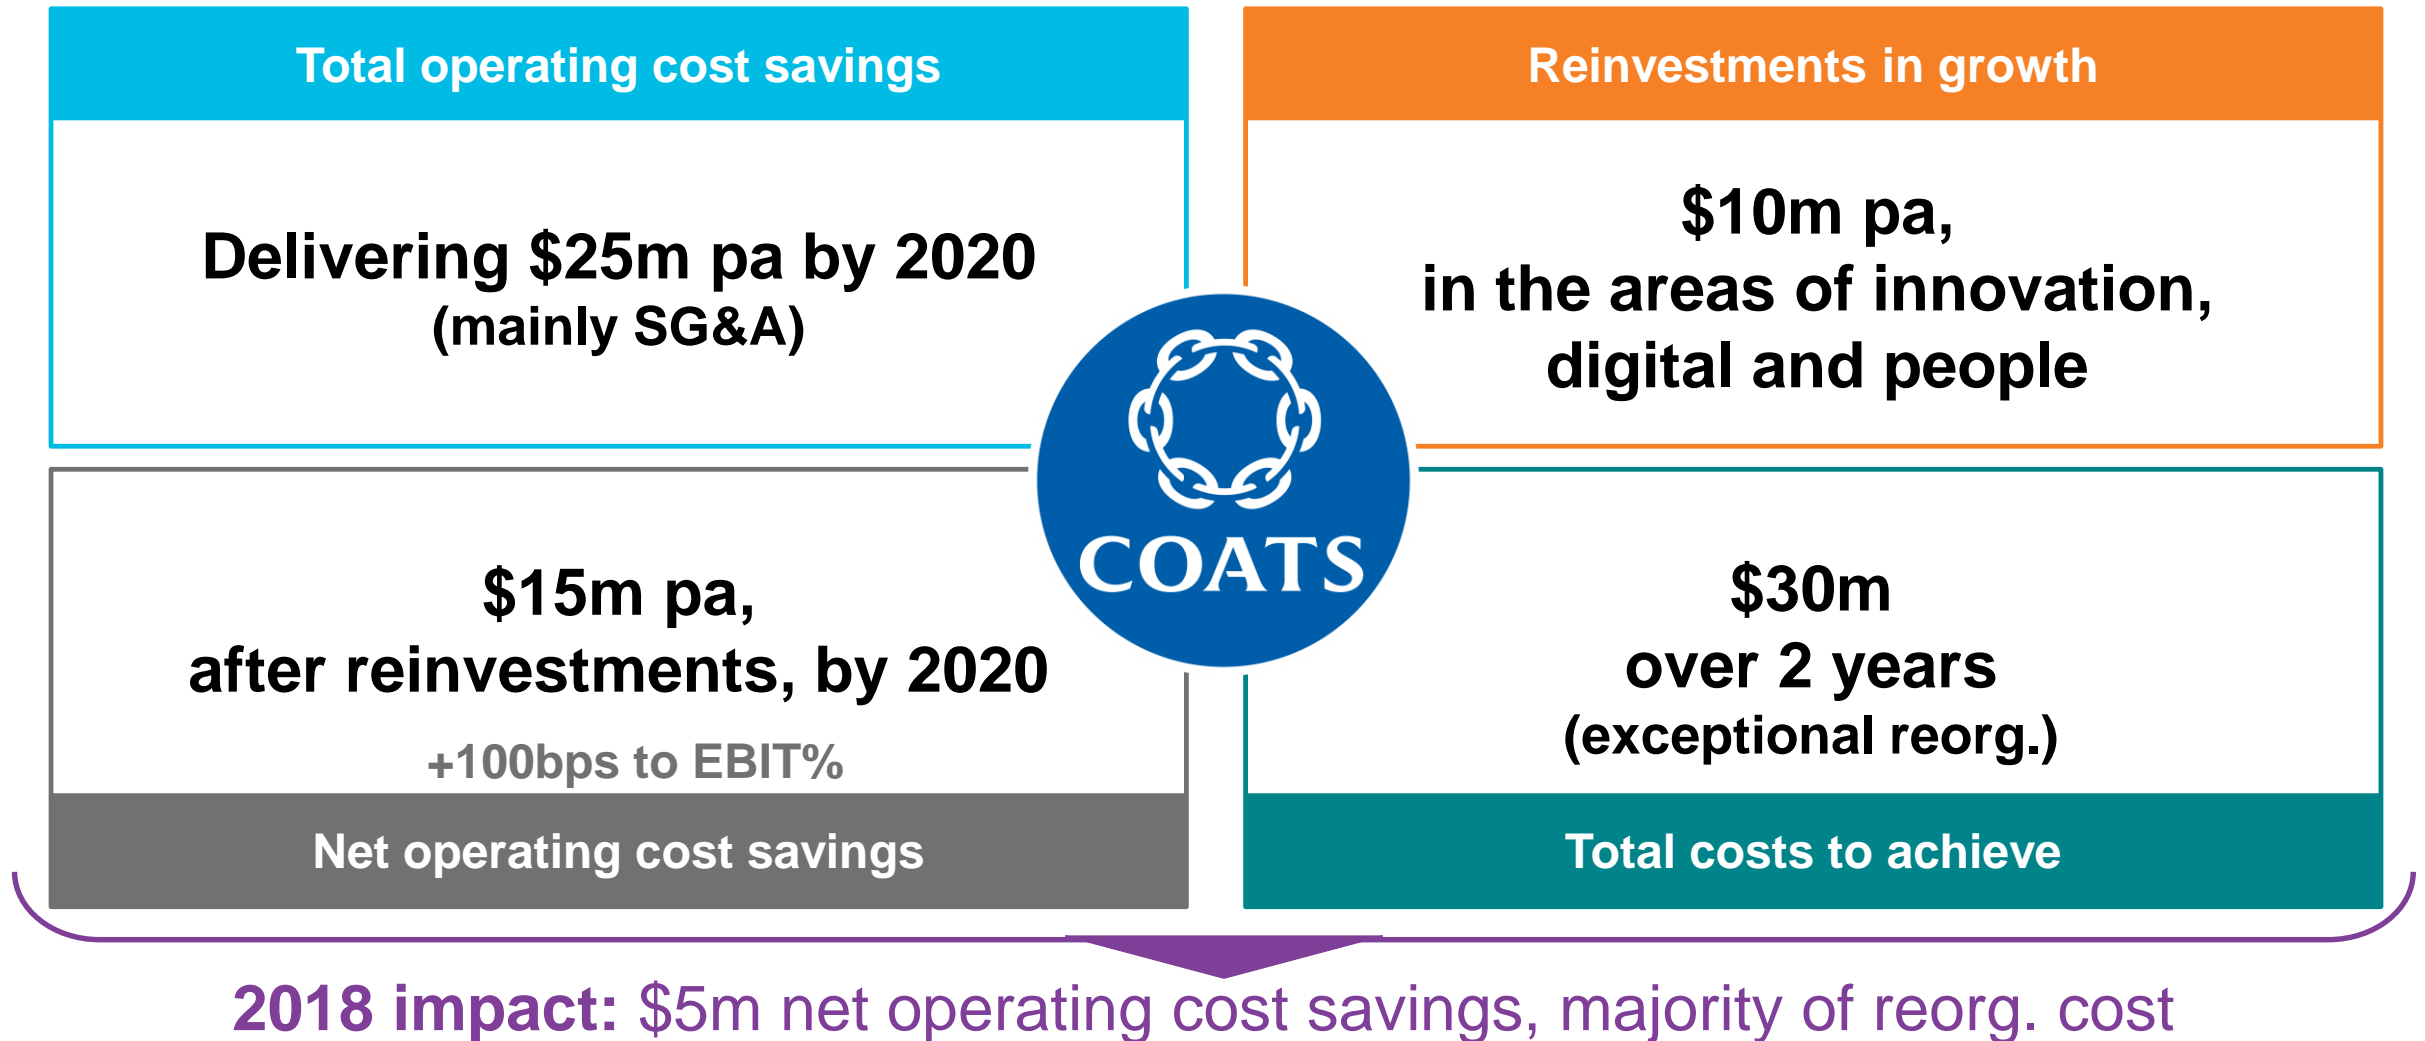 Total operating cost savings
Delivering $25m pa by 2020
(mainly SG&A)
Reinvestments in growth
$10m pa,
in the areas of innovation,
digital and people
COATS
$15m pa,
after reinvestments, by 2020
+100bps to EBIT%
Net operating cost savings
$30m
over 2 years
(exceptional reorg.)
Total costs to achieve
2018 impact: $5m net operating cost savings, majority of reorg. cost